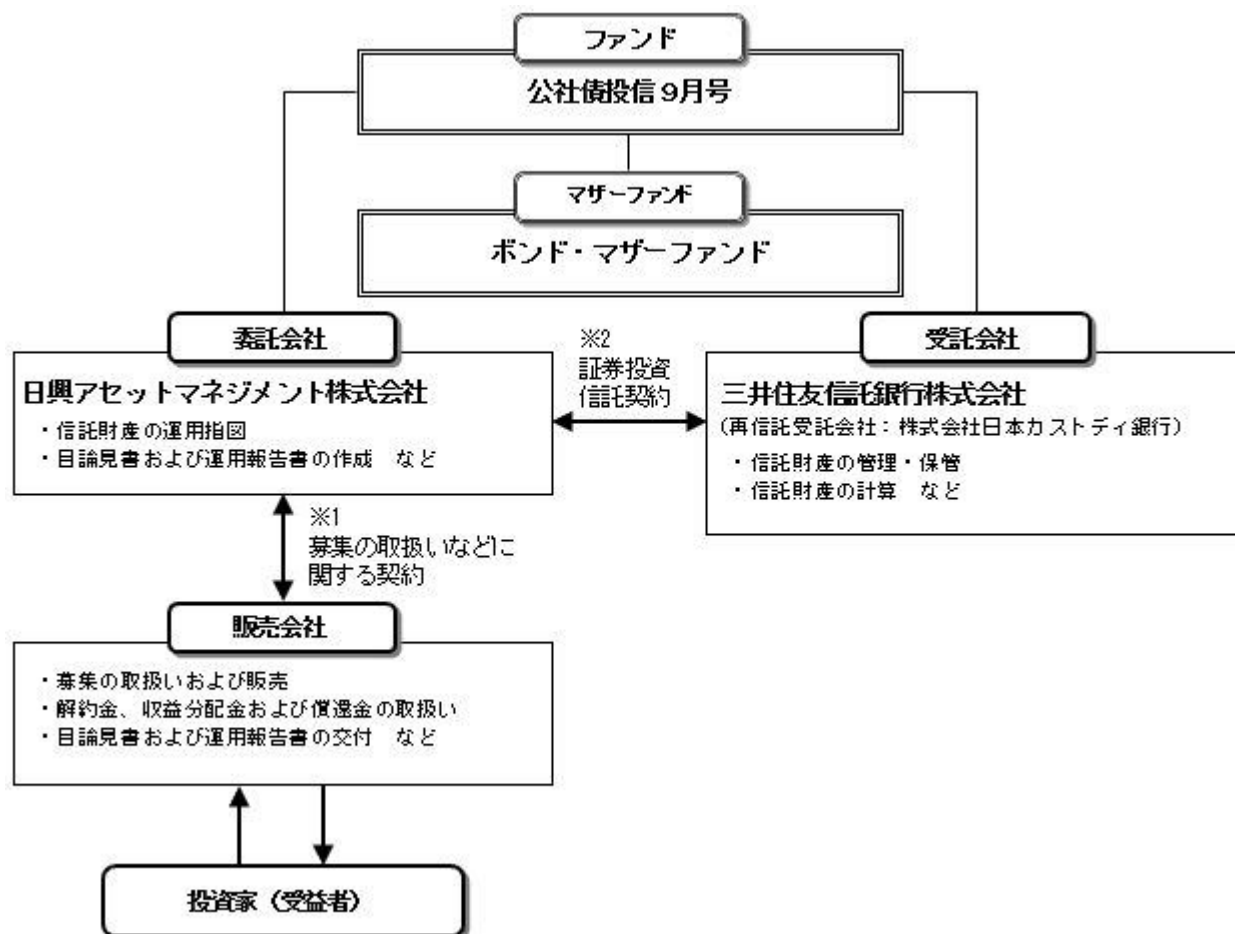 ファンド
公社債投信9月号
マザーファンド
ボンド・マザーファンド
委託会社
日興アセットマネジメント株式会社
・信託財産の運用指図
・目論見書および運用報告書の作成　など
※2
証券投資
信託契約
受託会社
三井住友信託銀行株式会社
(再信託受託会社：株式会社日本カストディ銀行)
・信託財産の管理・保管
・信託財産の計算　など
※1
募集の取扱いなどに
関する契約
販売会社
・募集の取扱いおよび販売
・解約金、収益分配金および償還金の取扱い
・目論見書および運用報告書の交付　など
投資家（受益者）